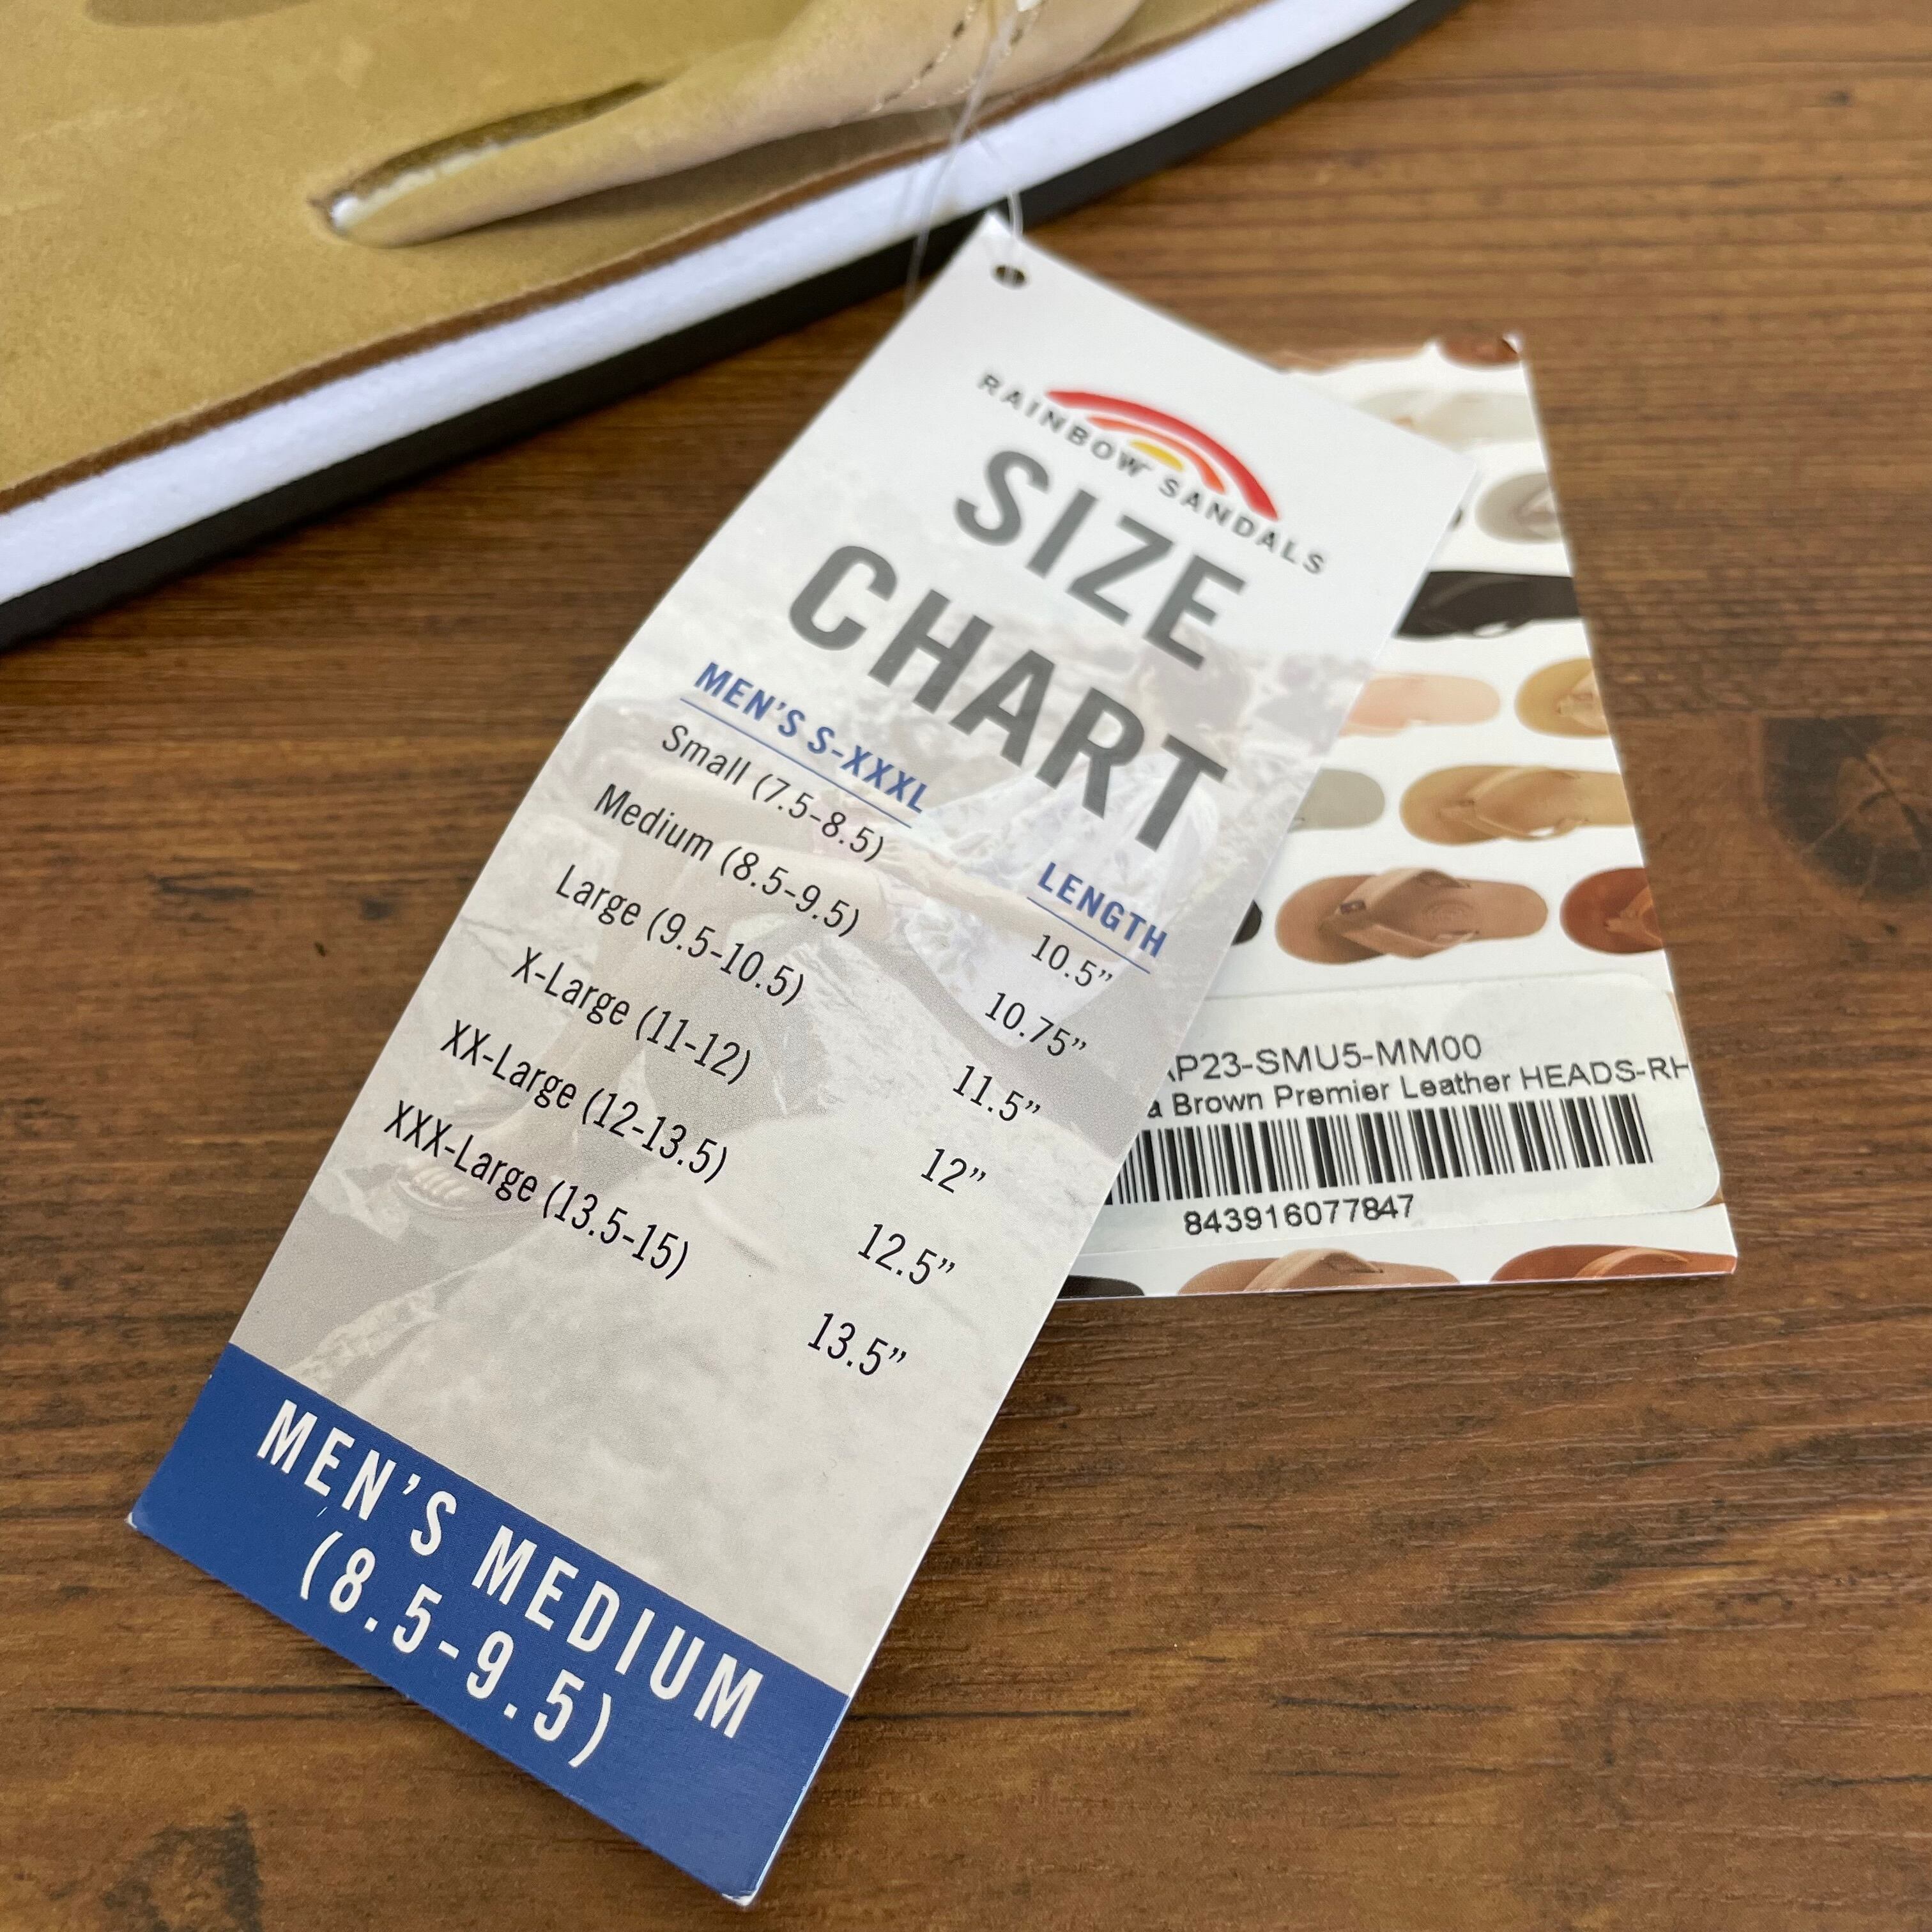 RAINBOW SANDALS
SIZE
CHART
MEN'S S-XXXL LENGTH
Small (7.5-8.5) 10.5”
Medium (8.5-9.5) 10.75”
Large (9.5-10.5) 11.5”
X-Large (11-12) 12”
XX-Large (12-13.5) 12.5”
XXX-Large (13.5-15) 13.5”
MEN'S MEDIUM
(8.5-9.5)
P23-SMU5-MM00
a Brown Premier Leather HEADS-RH
843916077847